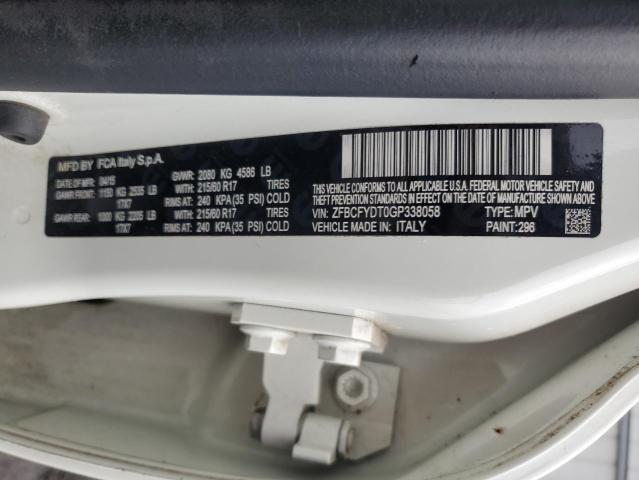 MFD BY FCA Italy S.p.A.
DATE OF MFR: 04/15 GVWR: 2080 KG 4586 LB
GAWR FRONT: 1150 KG 2535 LB WITH: 215/60 R17 TIRES
17X7 RIMS AT: 240 KPA (35 PSI) COLD
GAWR REAR: 1000 KG 2205 LB WITH: 215/60 R17 TIRES
17X7 RIMS AT: 240 KPA (35 PSI) COLD
THIS VEHICLE CONFORMS TO ALL APPLICABLE U.S.A. FEDERAL MOTOR VEHICLE SAFETY,
BUMPER, AND THEFT PREVENTION STANDARDS IN EFFECT ON THE DATE OF MANUFACTURE SHOWN ABOVE
VIN: ZFBCFYDT0GP338058 TYPE: MPV
VEHICLE MADE IN: ITALY PAINT: 296